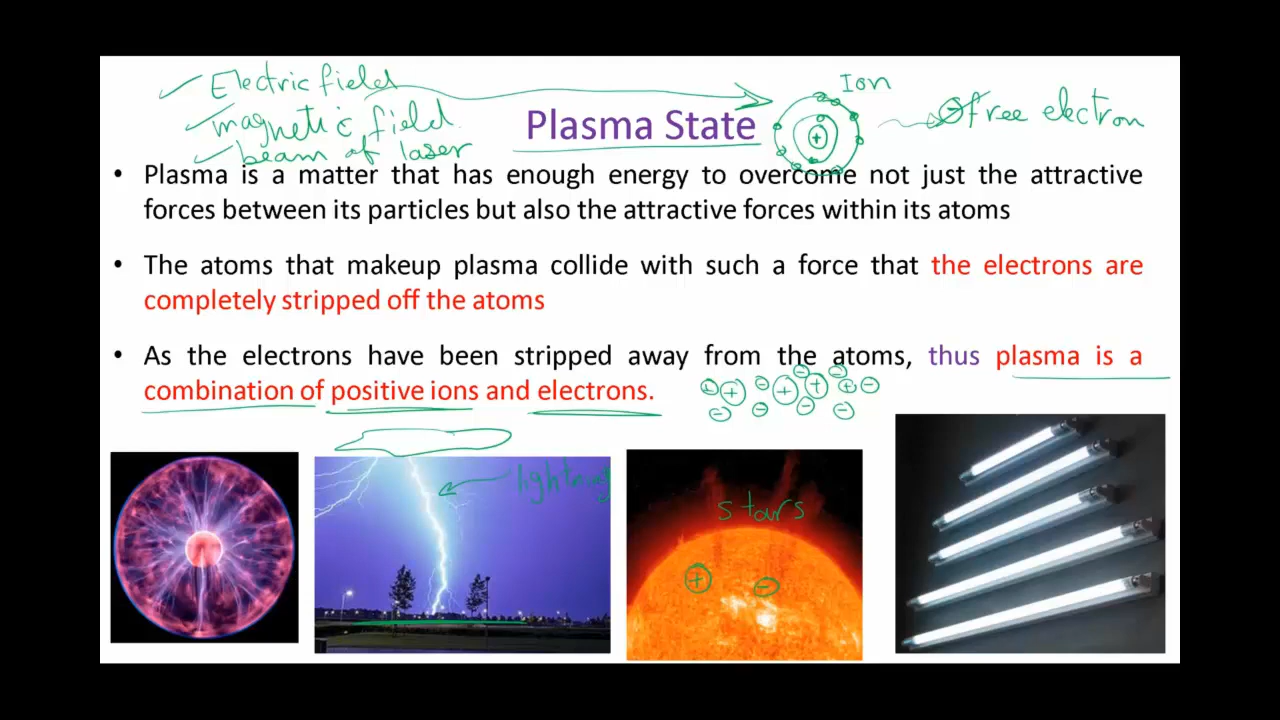 Electric field
magnetic field
beam of laser
Ion
free electron
Plasma State
• Plasma is a matter that has enough energy to overcome not just the attractive
forces between its particles but also the attractive forces within its atoms
• The atoms that makeup plasma collide with such a force that the electrons are
completely stripped off the atoms
• As the electrons have been stripped away from the atoms, thus plasma is a
combination of positive ions and electrons.
lightning
stars